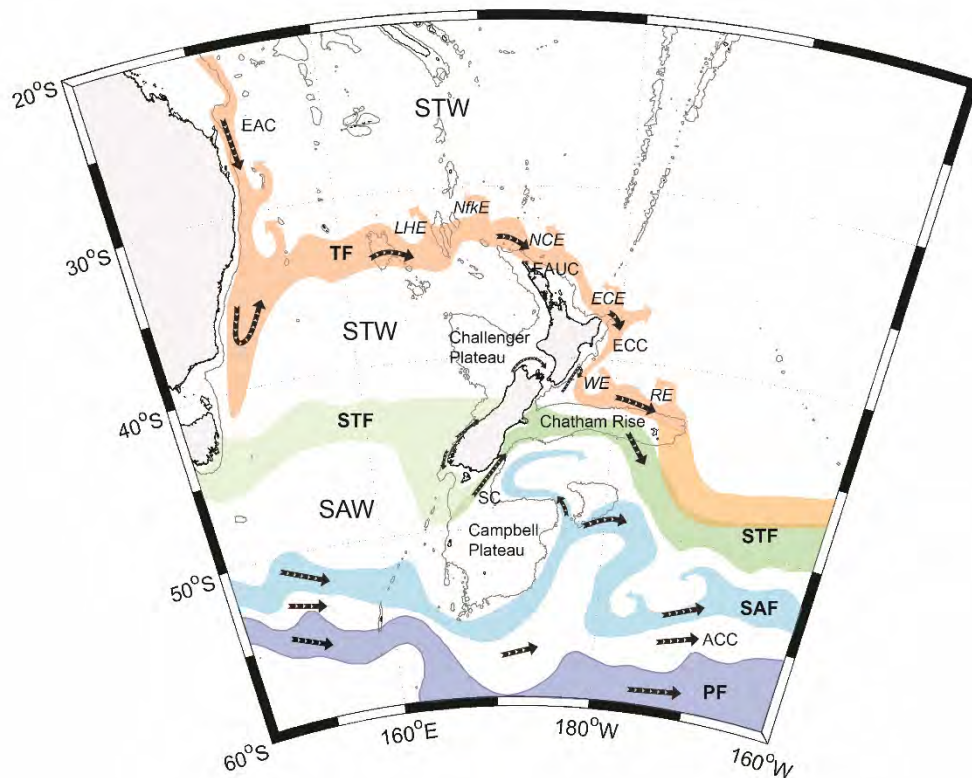 20°S
STW
EAC
NfkE
LHE
NCE
30°S
TF
EAUC
ECE
STW
Challenger
Plateau
ECC
WE
RE
40°S
STF
Chatham Rise
SAW
SC
Campbell
Plateau
STF
50°S
SAF
ACC
PF
60°S
160°E
180°W
160°W